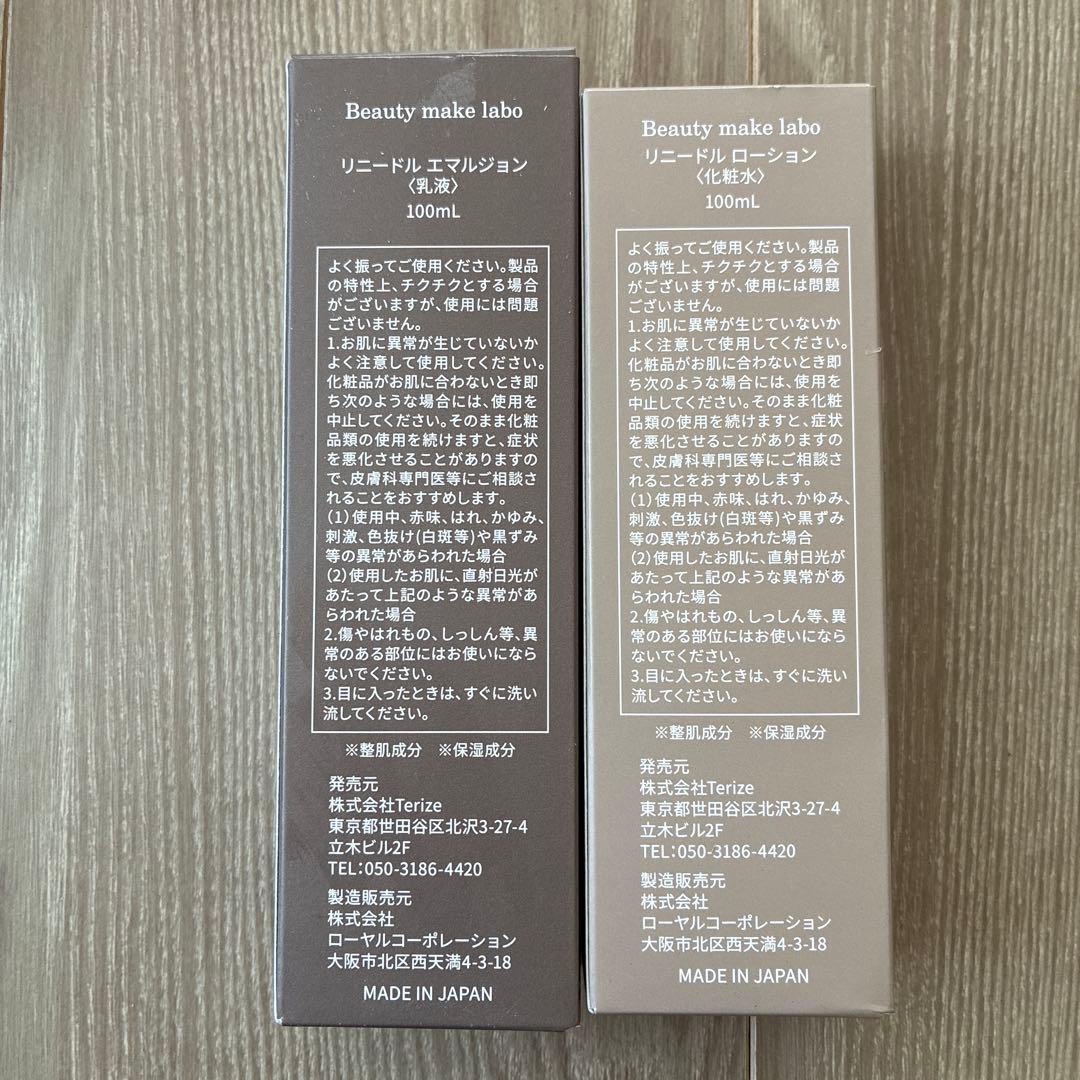 Beauty make labo
リニードル エマルジョン
〈乳液〉
100mL
よく振ってご使用ください。製品
の特性上、チクチクとする場合
がございますが、使用には問題
ございません。
1.お肌に異常が生じていないか
よく注意して使用してください。
化粧品がお肌に合わないとき即
ち次のような場合には、使用を
中止してください。そのまま化粧
品類の使用を続けますと、症状
を悪化させることがありますの
で、皮膚科専門医等にご相談さ
れることをおすすめします。
(1)使用中、赤味、はれ、かゆみ、
刺激、色抜け(白斑等)や黒ずみ
等の異常があらわれた場合
(2)使用したお肌に、直射日光が
あたって上記のような異常があ
らわれた場合
2.傷やはれもの、しっしん等、異
常のある部位にはお使いになら
ないでください。
3.目に入ったときは、すぐに洗い
流してください。
※整肌成分 ※保湿成分
発売元
株式会社Terize
東京都世田谷区北沢3-27-4
立木ビル2F
TEL:050-3186-4420
製造販売元
株式会社
ローヤルコーポレーション
大阪市北区西天満4-3-18
MADE IN JAPAN
Beauty make labo
リニードル ローション
〈化粧水〉
100mL
よく振ってご使用ください。製品
の特性上、チクチクとする場合
がございますが、使用には問題
ございません。
1.お肌に異常が生じていないか
よく注意して使用してください。
化粧品がお肌に合わないとき即
ち次のような場合には、使用を
中止してください。そのまま化粧
品類の使用を続けますと、症状
を悪化させることがありますの
で、皮膚科専門医等にご相談さ
れることをおすすめします。
(1)使用中、赤味、はれ、かゆみ、
刺激、色抜け(白斑等)や黒ずみ
等の異常があらわれた場合
(2)使用したお肌に、直射日光が
あたって上記のような異常があ
らわれた場合
2.傷やはれもの、しっしん等、異
常のある部位にはお使いになら
ないでください。
3.目に入ったときは、すぐに洗い
流してください。
※整肌成分 ※保湿成分
発売元
株式会社Terize
東京都世田谷区北沢3-27-4
立木ビル2F
TEL:050-3186-4420
製造販売元
株式会社
ローヤルコーポレーション
大阪市北区西天満4-3-18
MADE IN JAPAN